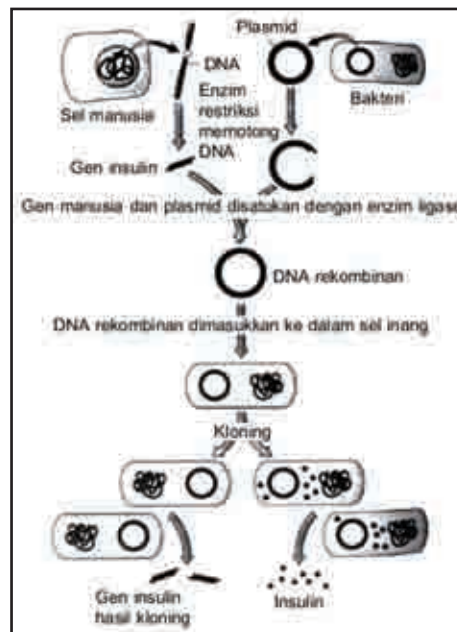 Plasmid
DNA
Sel manusia
Enzim
restriksi
memotong
DNA
Bakteri
Gen insulin
Gen manusia dan plasmid disatukan dengan enzim ligase
DNA rekombinan
DNA rekombinan dimasukkan ke dalam sel inang
Kloning
Gen insulin
hasil kloning
Insulin